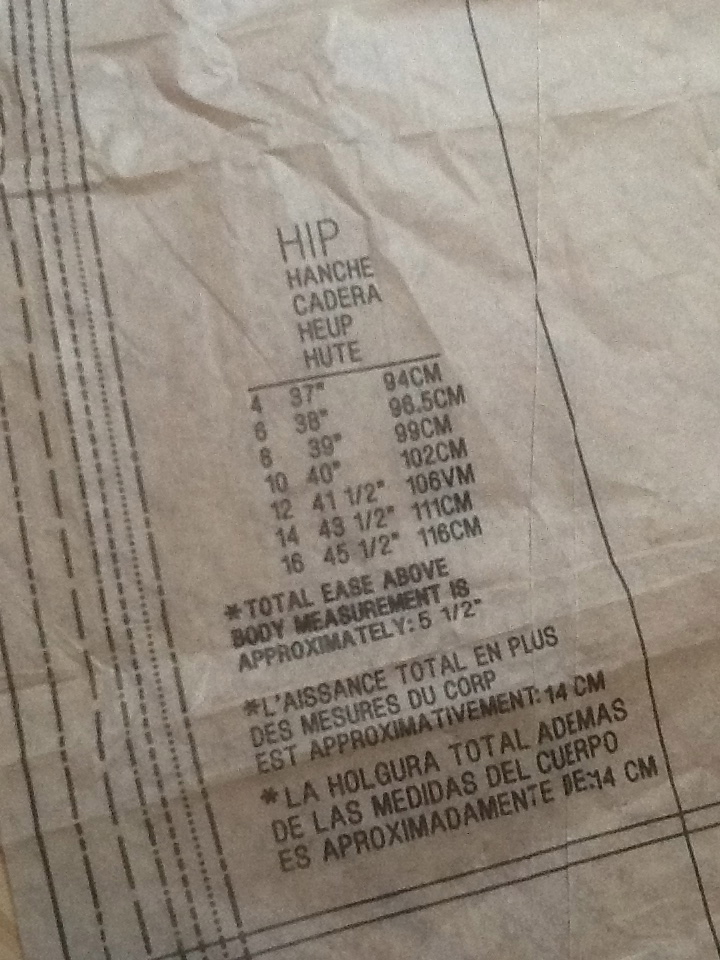 HIP
HANCHE
CADERA
HEUP
HUTE
4 37" 94CM
6 38" 96.5CM
8 39" 99CM
10 40" 102CM
12 41 1/2" 106VM
14 43 1/2" 111CM
16 45 1/2" 116CM
*TOTAL EASE ABOVE
BODY MEASUREMENT IS
APPROXIMATELY: 5 1/2"
*L'AISSANCE TOTAL EN PLUS
DES MESURES DU CORP
EST APPROXIMATIVEMENT: 14 CM
*LA HOLGURA TOTAL ADEMAS
DE LAS MEDIDAS DEL CUERPO
ES APROXIMADAMENTE DE:14 CM